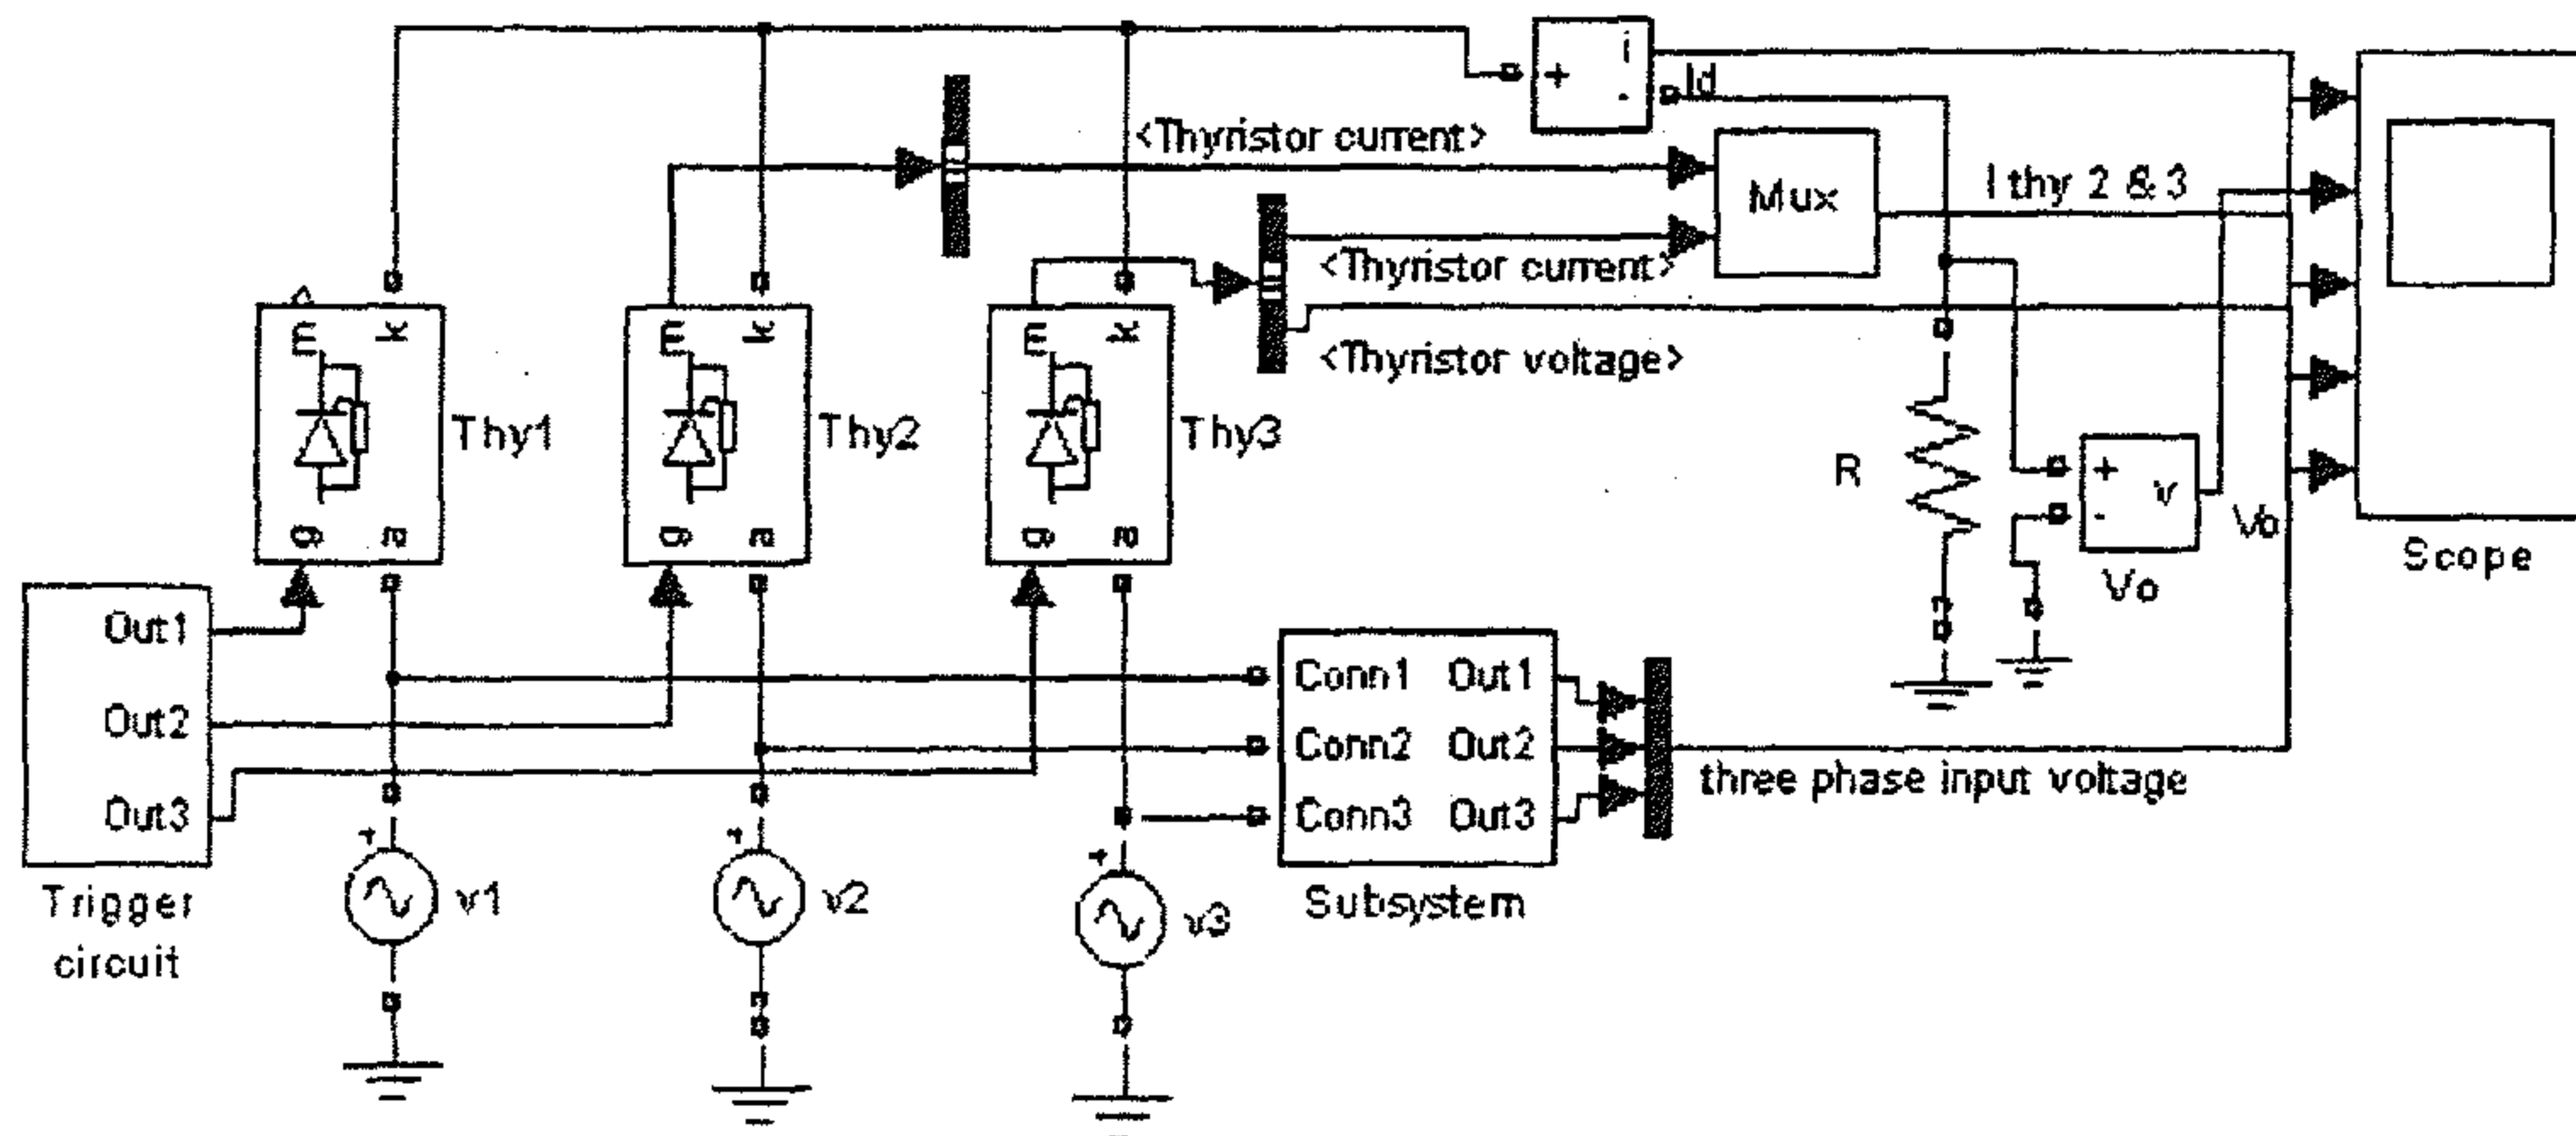 i
+
-
Id
<Thyristor current>
Mux
I thy 2 & 3
<Thyristor current>
<Thyristor voltage>
m k
m k
m k
Thy1
Thy2
Thy3
g a
g a
g a
R
+
v
-
Vo
Vo
Scope
Out1
Out2
Out3
Trigger
circuit
Conn1 Out1
Conn2 Out2
Conn3 Out3
Subsystem
three phase input voltage
+
v1
+
v2
+
v3